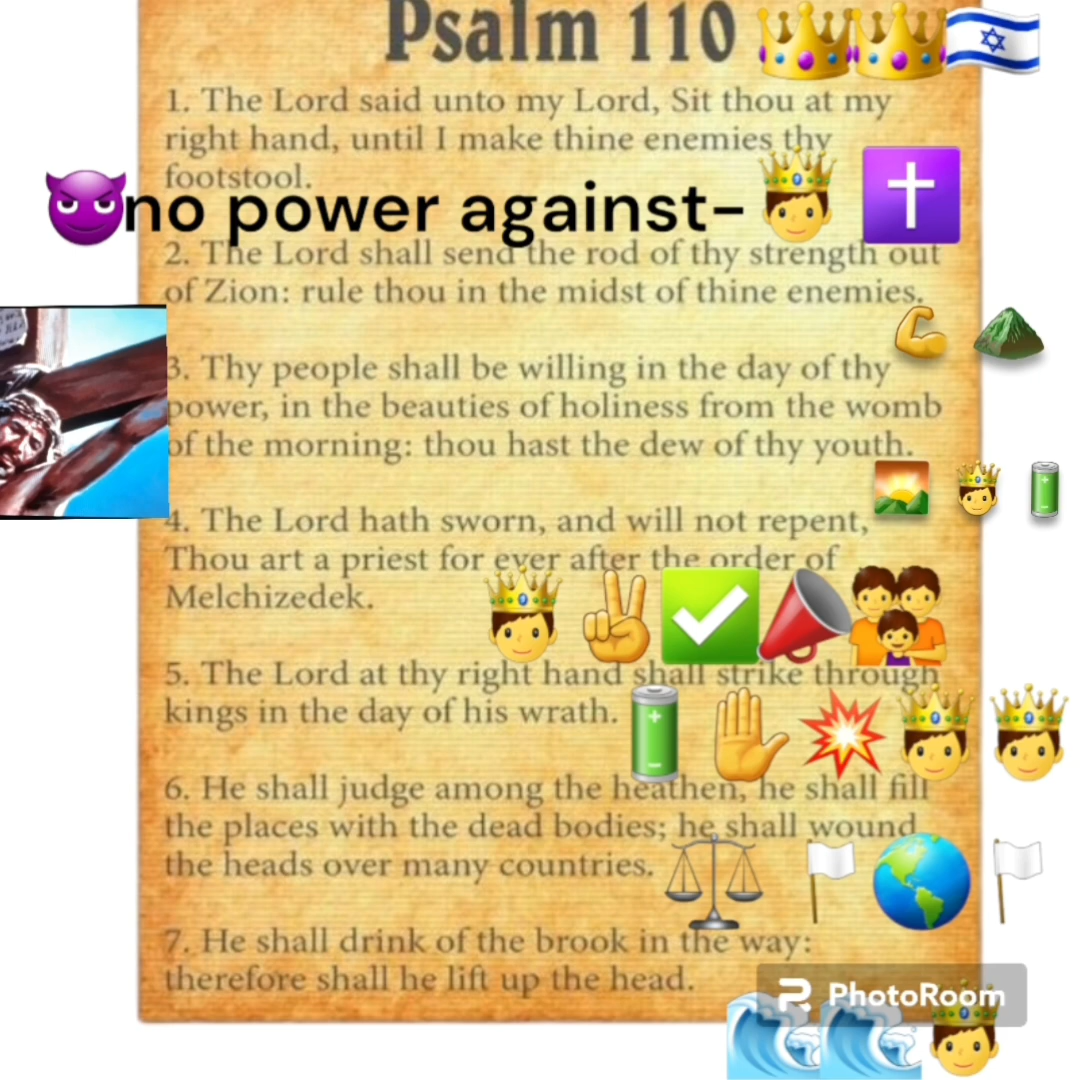 Psalm 110
1. The Lord said unto my Lord, Sit thou at my
right hand, until I make thine enemies thy
footstool.
no power against-
2. The Lord shall send the rod of thy strength out
of Zion: rule thou in the midst of thine enemies.
3. Thy people shall be willing in the day of thy
power, in the beauties of holiness from the womb
of the morning: thou hast the dew of thy youth.
4. The Lord hath sworn, and will not repent,
Thou art a priest for ever after the order of
Melchizedek.
5. The Lord at thy right hand shall strike through
kings in the day of his wrath.
6. He shall judge among the heathen, he shall fill
the places with the dead bodies; he shall wound
the heads over many countries.
7. He shall drink of the brook in the way:
therefore shall he lift up the head.
PhotoRoom